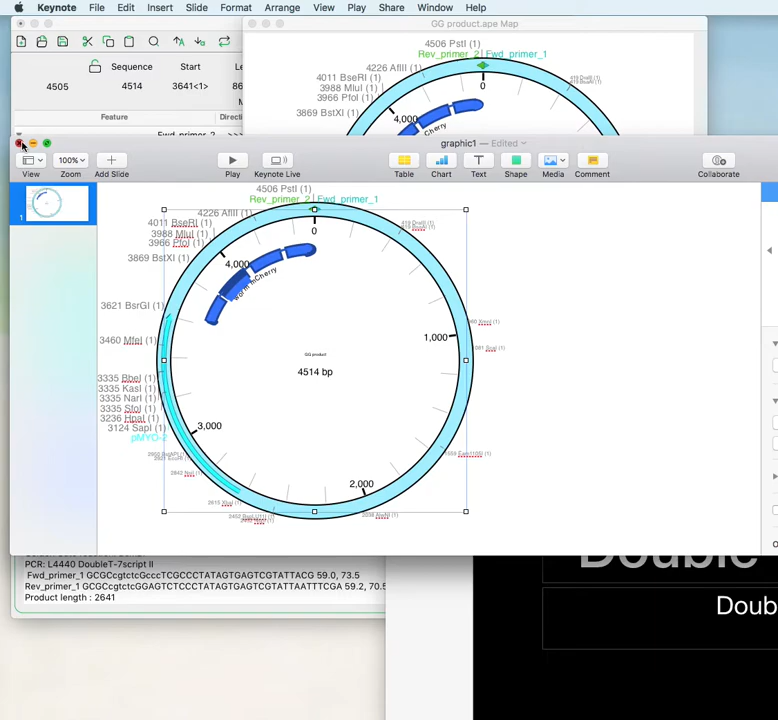 Keynote File Edit Insert Slide Format Arrange View Play Share Window Help
GG product.ape Map
Sequence Start
4505 4514 3641<1>
Feature
4506 PstI (1)
Rev_primer_2 Fwd_primer_1
4226 AflII (1)
4011 BseRI (1)
3988 MluI (1)
3966 PfoI (1)
3869 BstXI (1)
4,000
0
Cherry
graphic1 — Edited
View Zoom Add Slide Play Keynote Live Table Chart Text Shape Media Comment Collaborate
100%
1
4506 PstI (1)
Rev_primer_2 Fwd_primer_1
4226 AflII (1)
4011 BseRI (1)
3988 MluI (1)
3966 PfoI (1)
3869 BstXI (1)
0
4,000
mCherry
3621 BsrGI (1)
3460 MfeI (1)
1,000
GG product
4514 bp
3335 BbeI (1)
3335 KasI (1)
3335 NarI (1)
3335 SfoI (1)
3236 HpaI (1)
3124 SapI (1)
pMYO-2
3,000
2,000
PCR: L4440 DoubleT-7script II
Fwd_primer_1 GCGCCgtctcGccTCGCCCTATAGTGAGTCGTATTACG 59.0, 73.5
Rev_primer_1 GCGCCgtctcGGAGTCTCCCTATAGTGAGTCGTATTAATTTCGA 59.2, 70.5
Product length : 2641
Double
Doub